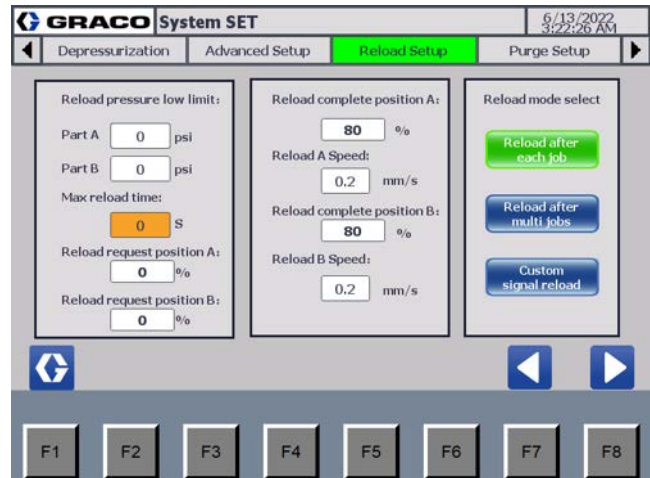 GRACO System SET
6/13/2022
3:22:26 AM
Depressurization Advanced Setup Reload Setup Purge Setup
Reload pressure low limit:
Part A 0 psi
Part B 0 psi
Max reload time:
0 S
Reload request position A:
0 %
Reload request position B:
0 %
Reload complete position A:
80 %
Reload A Speed:
0.2 mm/s
Reload complete position B:
80 %
Reload B Speed:
0.2 mm/s
Reload mode select
Reload after
each job
Reload after
multi jobs
Custom
signal reload
F1 F2 F3 F4 F5 F6 F7 F8